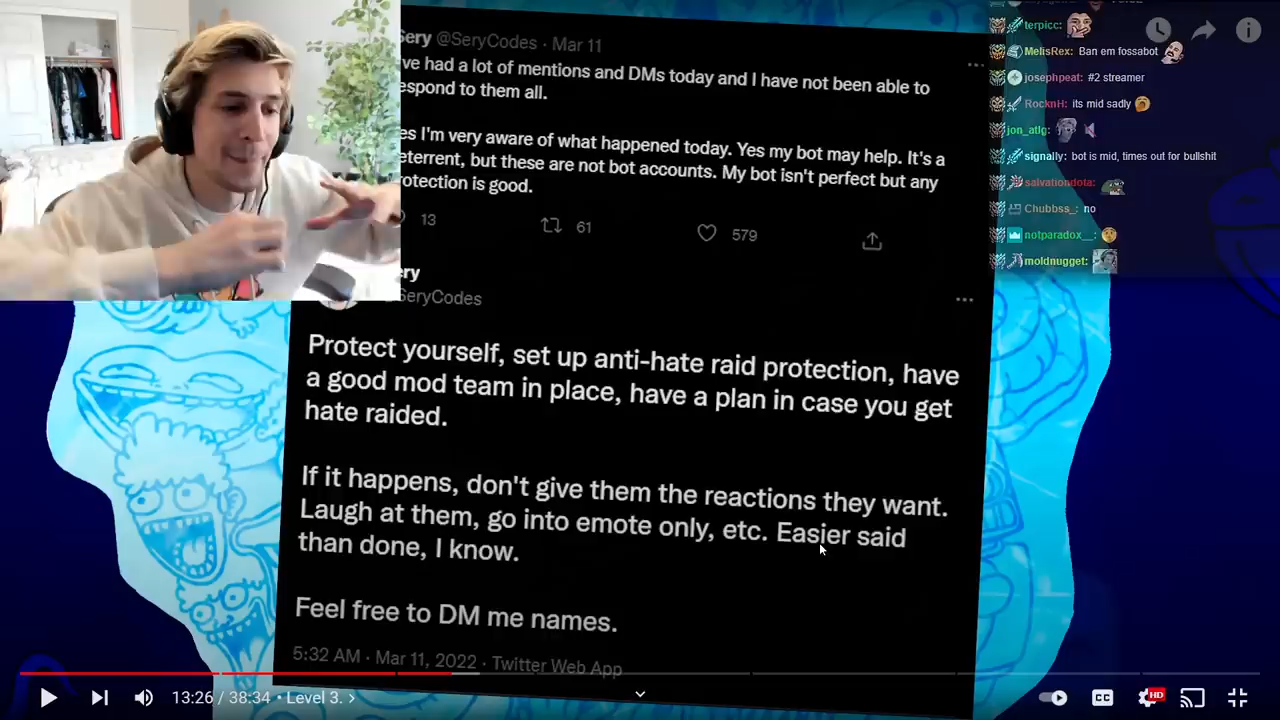 Sery @SeryCodes · Mar 11
've had a lot of mentions and DMs today and I have not been able to
espond to them all.
es I'm very aware of what happened today. Yes my bot may help. It's a
eterrent, but these are not bot accounts. My bot isn't perfect but any
rotection is good.
13
61
579
ery
SeryCodes
Protect yourself, set up anti-hate raid protection, have
a good mod team in place, have a plan in case you get
hate raided.
If it happens, don't give them the reactions they want.
Laugh at them, go into emote only, etc. Easier said
than done, I know.
Feel free to DM me names.
5:32 AM · Mar 11, 2022 · Twitter Web App
terpicc:
MelisRex: Ban em fossabot
josephpeat: #2 streamer
RocknH: its mid sadly
jon_atlg:
signally: bot is mid, times out for bullshit
salvationdota:
Chubbss_: no
notparadox__:
moldnugget:
13:26 / 38:34 • Level 3. >
CC
HD